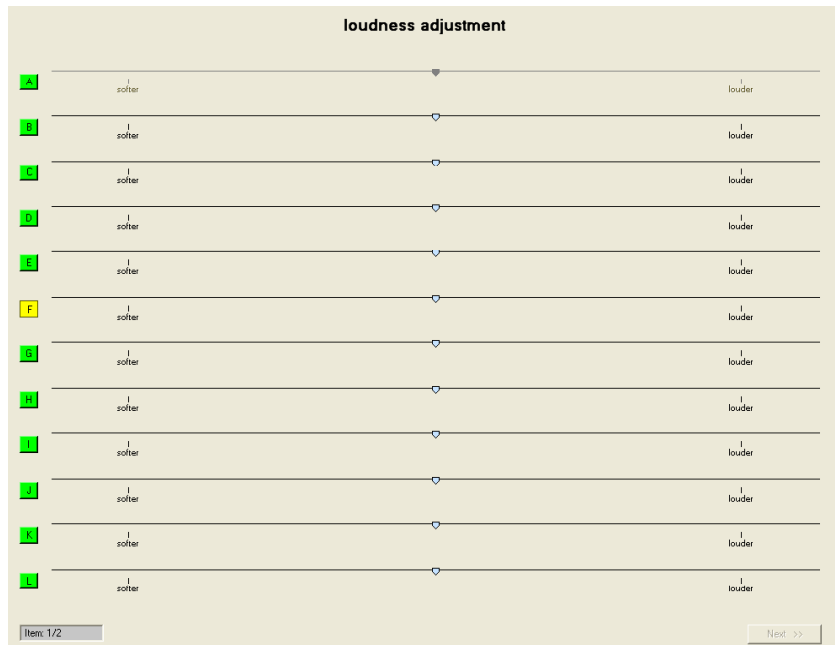 loudness adjustment
A
softer louder
B
softer louder
C
softer louder
D
softer louder
E
softer louder
F
softer louder
G
softer louder
H
softer louder
I
softer louder
J
softer louder
K
softer louder
L
softer louder
Item: 1/2 Next >>